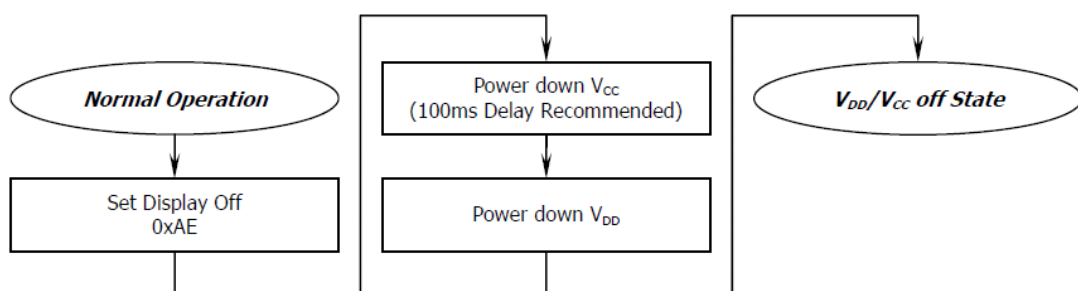 Normal Operation
Set Display Off
0xAE
Power down VCC
(100ms Delay Recommended)
Power down VDD
VDD/VCC off State